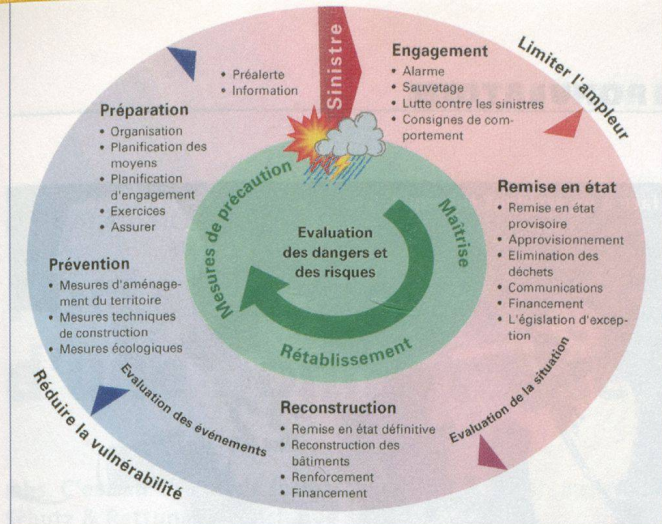 Sinistre
Engagement
• Alarme
• Sauvetage
• Lutte contre les sinistres
• Consignes de com-
portement
Limiter l'ampleur
Remise en état
• Remise en état
provisoire
• Approvisionnement
• Elimination des
déchets
• Communications
• Financement
• L'égislation d'excep-
tion
Evaluation de la situation
Reconstruction
• Remise en état définitive
• Reconstruction des
bâtiments
• Renforcement
• Financement
Evaluation des événements
Réduire la vulnérabilité
Prévention
• Mesures d'aménage-
ment du territoire
• Mesures techniques
de construction
• Mesures écologiques
Préparation
• Organisation
• Planification des
moyens
• Planification
d'engagement
• Exercices
• Assurer
• Préalerte
• Information
Mesures de précaution
Maîtrise
Rétablissement
Evaluation
des dangers et
des risques